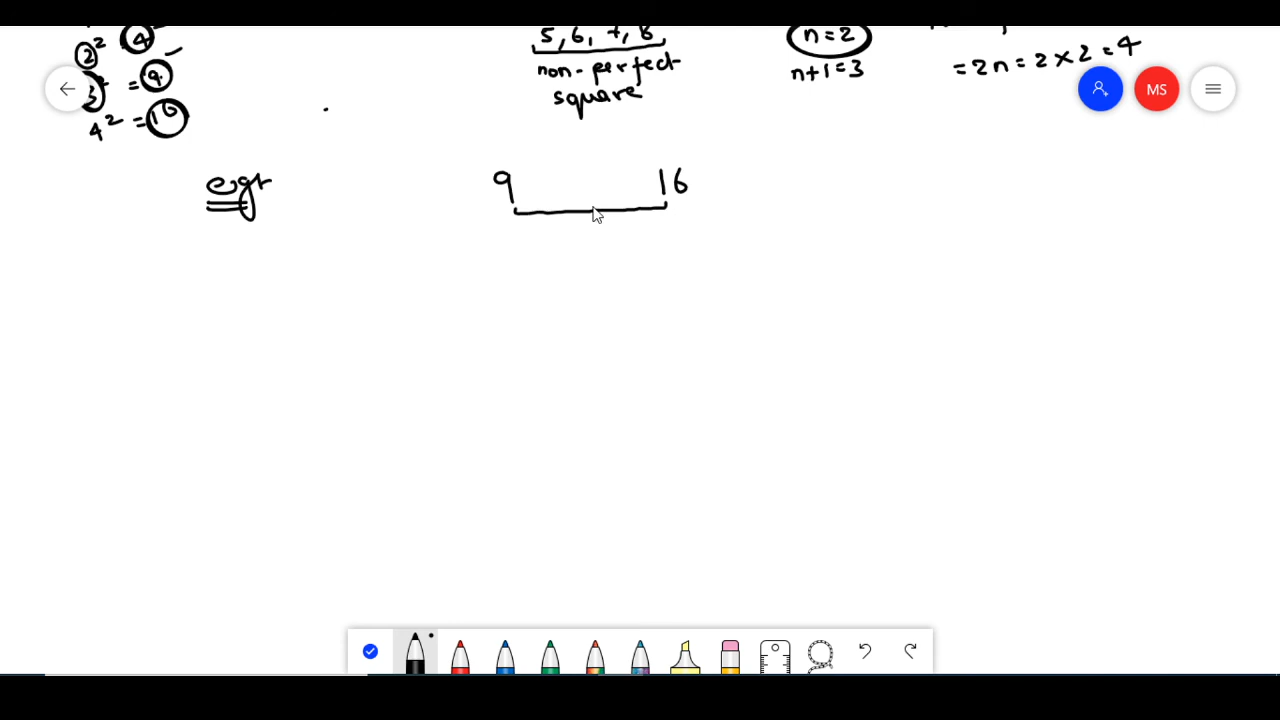 2² 4
3² = 9
4² = 16
5, 6, 7, 8
non-perfect
square
n = 2
n+1 = 3
= 2n = 2 × 2 = 4
MS
eg:
9 16